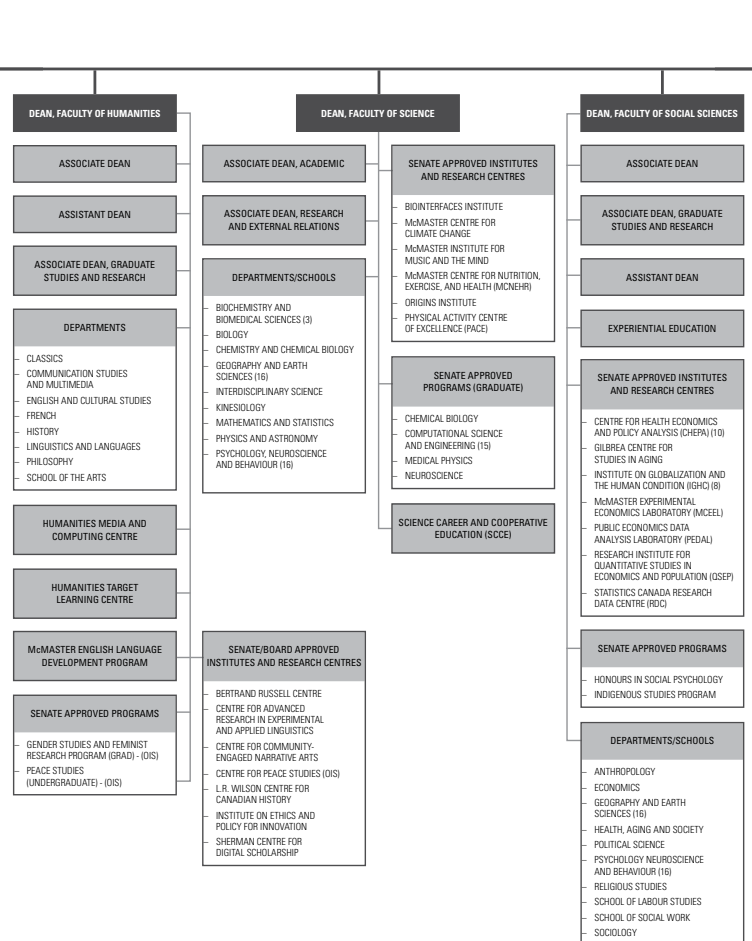 DEAN, FACULTY OF HUMANITIES
ASSOCIATE DEAN
ASSISTANT DEAN
ASSOCIATE DEAN, GRADUATE
STUDIES AND RESEARCH
DEPARTMENTS
– CLASSICS
– COMMUNICATION STUDIES
AND MULTIMEDIA
– ENGLISH AND CULTURAL STUDIES
– FRENCH
– HISTORY
– LINGUISTICS AND LANGUAGES
– PHILOSOPHY
– SCHOOL OF THE ARTS
HUMANITIES MEDIA AND
COMPUTING CENTRE
HUMANITIES TARGET
LEARNING CENTRE
McMASTER ENGLISH LANGUAGE
DEVELOPMENT PROGRAM
SENATE APPROVED PROGRAMS
– GENDER STUDIES AND FEMINIST
RESEARCH PROGRAM (GRAD) - (OIS)
– PEACE STUDIES
(UNDERGRADUATE) - (OIS)
SENATE/BOARD APPROVED
INSTITUTES AND RESEARCH CENTRES
– BERTRAND RUSSELL CENTRE
– CENTRE FOR ADVANCED
RESEARCH IN EXPERIMENTAL
AND APPLIED LINGUISTICS
– CENTRE FOR COMMUNITY-
ENGAGED NARRATIVE ARTS
– CENTRE FOR PEACE STUDIES (OIS)
– L.R. WILSON CENTRE FOR
CANADIAN HISTORY
– INSTITUTE ON ETHICS AND
POLICY FOR INNOVATION
– SHERMAN CENTRE FOR
DIGITAL SCHOLARSHIP
DEAN, FACULTY OF SCIENCE
ASSOCIATE DEAN, ACADEMIC
ASSOCIATE DEAN, RESEARCH
AND EXTERNAL RELATIONS
DEPARTMENTS/SCHOOLS
– BIOCHEMISTRY AND
BIOMEDICAL SCIENCES (3)
– BIOLOGY
– CHEMISTRY AND CHEMICAL BIOLOGY
– GEOGRAPHY AND EARTH
SCIENCES (16)
– INTERDISCIPLINARY SCIENCE
– KINESIOLOGY
– MATHEMATICS AND STATISTICS
– PHYSICS AND ASTRONOMY
– PSYCHOLOGY, NEUROSCIENCE
AND BEHAVIOUR (16)
SENATE APPROVED INSTITUTES
AND RESEARCH CENTRES
– BIOINTERFACES INSTITUTE
– McMASTER CENTRE FOR
CLIMATE CHANGE
– McMASTER INSTITUTE FOR
MUSIC AND THE MIND
– McMASTER CENTRE FOR NUTRITION,
EXERCISE, AND HEALTH (MCNEHR)
– ORIGINS INSTITUTE
– PHYSICAL ACTIVITY CENTRE
OF EXCELLENCE (PACE)
SENATE APPROVED
PROGRAMS (GRADUATE)
– CHEMICAL BIOLOGY
– COMPUTATIONAL SCIENCE
AND ENGINEERING (15)
– MEDICAL PHYSICS
– NEUROSCIENCE
SCIENCE CAREER AND COOPERATIVE
EDUCATION (SCCE)
DEAN, FACULTY OF SOCIAL SCIENCES
ASSOCIATE DEAN
ASSOCIATE DEAN, GRADUATE
STUDIES AND RESEARCH
ASSISTANT DEAN
EXPERIENTIAL EDUCATION
SENATE APPROVED INSTITUTES
AND RESEARCH CENTRES
– CENTRE FOR HEALTH ECONOMICS
AND POLICY ANALYSIS (CHEPA) (10)
– GILBREA CENTRE FOR
STUDIES IN AGING
– INSTITUTE ON GLOBALIZATION AND
THE HUMAN CONDITION (IGHC) (8)
– McMASTER EXPERIMENTAL
ECONOMICS LABORATORY (MCEEL)
– PUBLIC ECONOMICS DATA
ANALYSIS LABORATORY (PEDAL)
– RESEARCH INSTITUTE FOR
QUANTITATIVE STUDIES IN
ECONOMICS AND POPULATION (QSEP)
– STATISTICS CANADA RESEARCH
DATA CENTRE (RDC)
SENATE APPROVED PROGRAMS
– HONOURS IN SOCIAL PSYCHOLOGY
– INDIGENOUS STUDIES PROGRAM
DEPARTMENTS/SCHOOLS
– ANTHROPOLOGY
– ECONOMICS
– GEOGRAPHY AND EARTH
SCIENCES (16)
– HEALTH, AGING AND SOCIETY
– POLITICAL SCIENCE
– PSYCHOLOGY NEUROSCIENCE
AND BEHAVIOUR (16)
– RELIGIOUS STUDIES
– SCHOOL OF LABOUR STUDIES
– SCHOOL OF SOCIAL WORK
– SOCIOLOGY